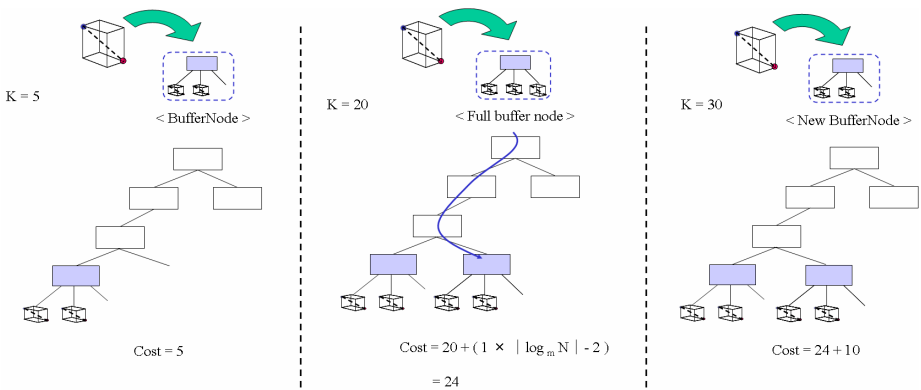 K = 5
< BufferNode >
Cost = 5
K = 20
< Full buffer node >
Cost = 20 + ( 1 × | log m N | - 2 )
= 24
K = 30
< New BufferNode >
Cost = 24 + 10